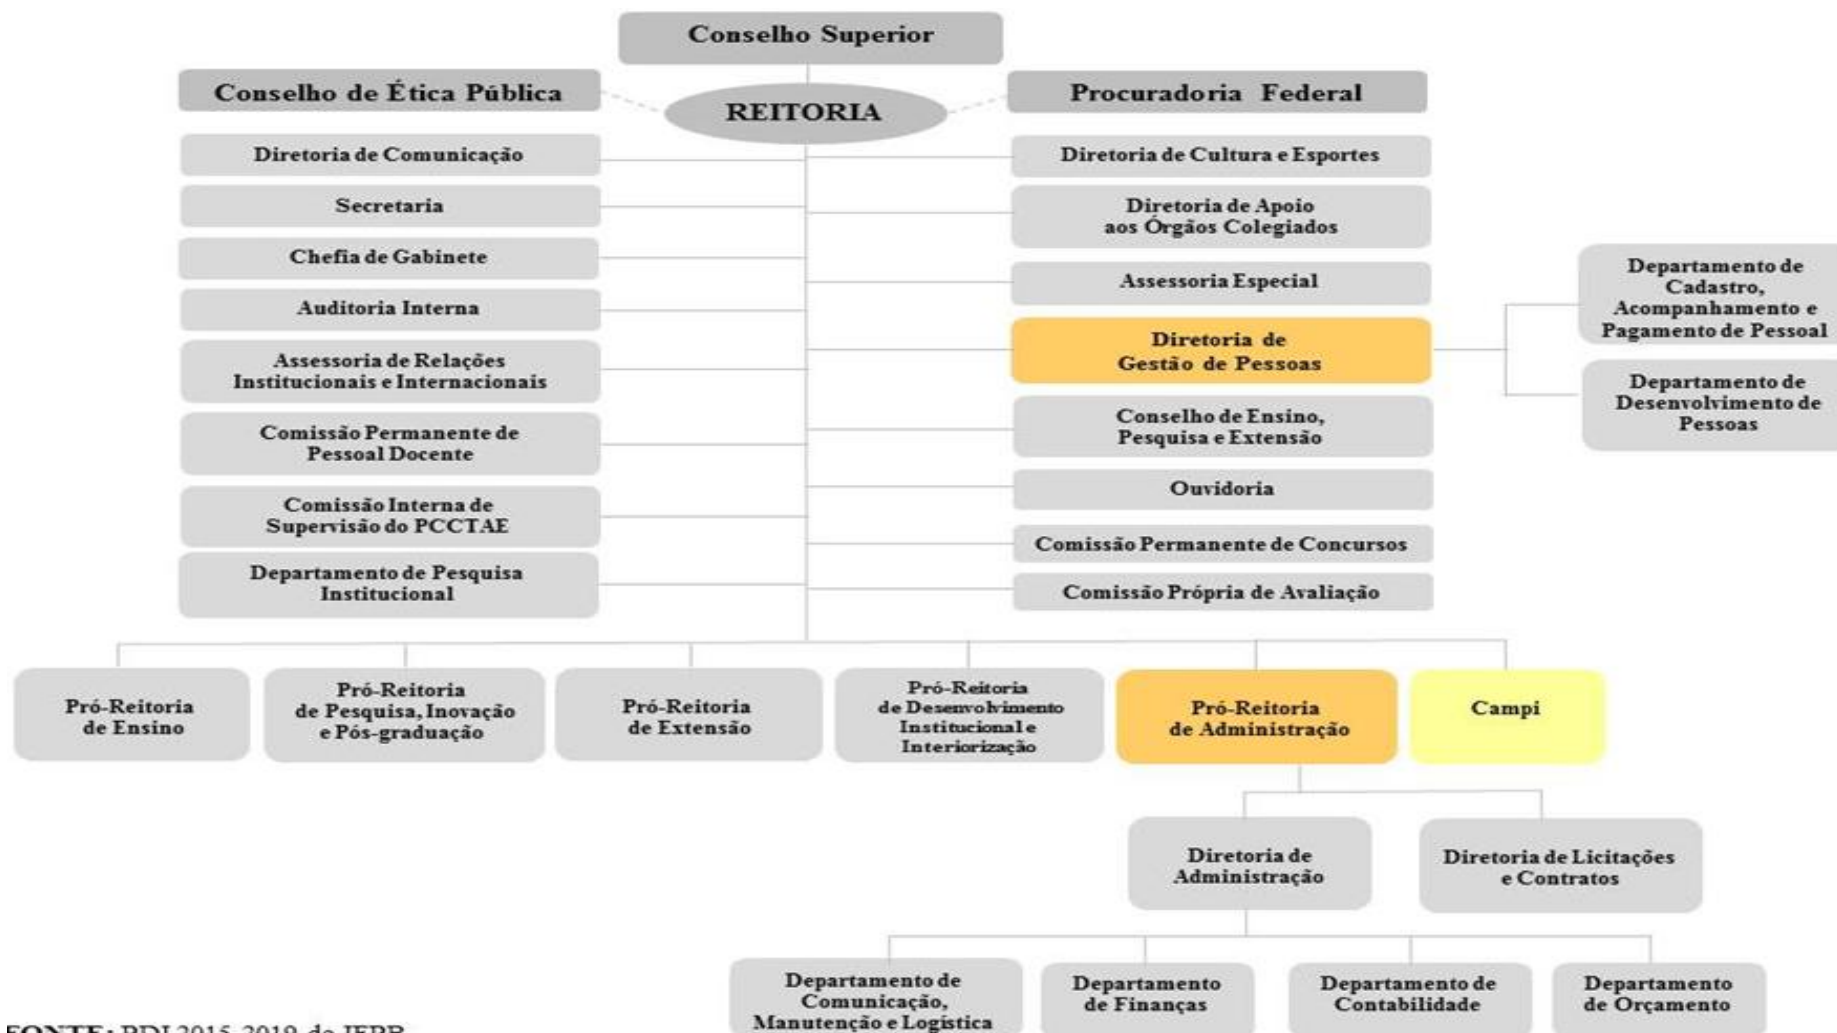 Conselho Superior
Conselho de Ética Pública
REITORIA
Procuradoria Federal
Diretoria de Comunicação
Secretaria
Chefia de Gabinete
Auditoria Interna
Assessoria de Relações
Institucionais e Internacionais
Comissão Permanente de
Pessoal Docente
Comissão Interna de
Supervisão do PCCTAE
Departamento de Pesquisa
Institucional
Diretoria de Cultura e Esportes
Diretoria de Apoio
aos Órgãos Colegiados
Assessoria Especial
Diretoria de
Gestão de Pessoas
Conselho de Ensino,
Pesquisa e Extensão
Ouvidoria
Comissão Permanente de Concursos
Comissão Própria de Avaliação
Departamento de
Cadastro,
Acompanhamento e
Pagamento de Pessoal
Departamento de
Desenvolvimento de
Pessoas
Pró-Reitoria
de Ensino
Pró-Reitoria
de Pesquisa, Inovação
e Pós-graduação
Pró-Reitoria
de Extensão
Pró-Reitoria
de Desenvolvimento
Institucional e
Interiorização
Pró-Reitoria
de Administração
Campi
Diretoria de
Administração
Diretoria de Licitações
e Contratos
Departamento de
Comunicação,
Manutenção e Logística
Departamento
de Finanças
Departamento de
Contabilidade
Departamento
de Orçamento
FONTE: PDI 2015-2019 do IFPB